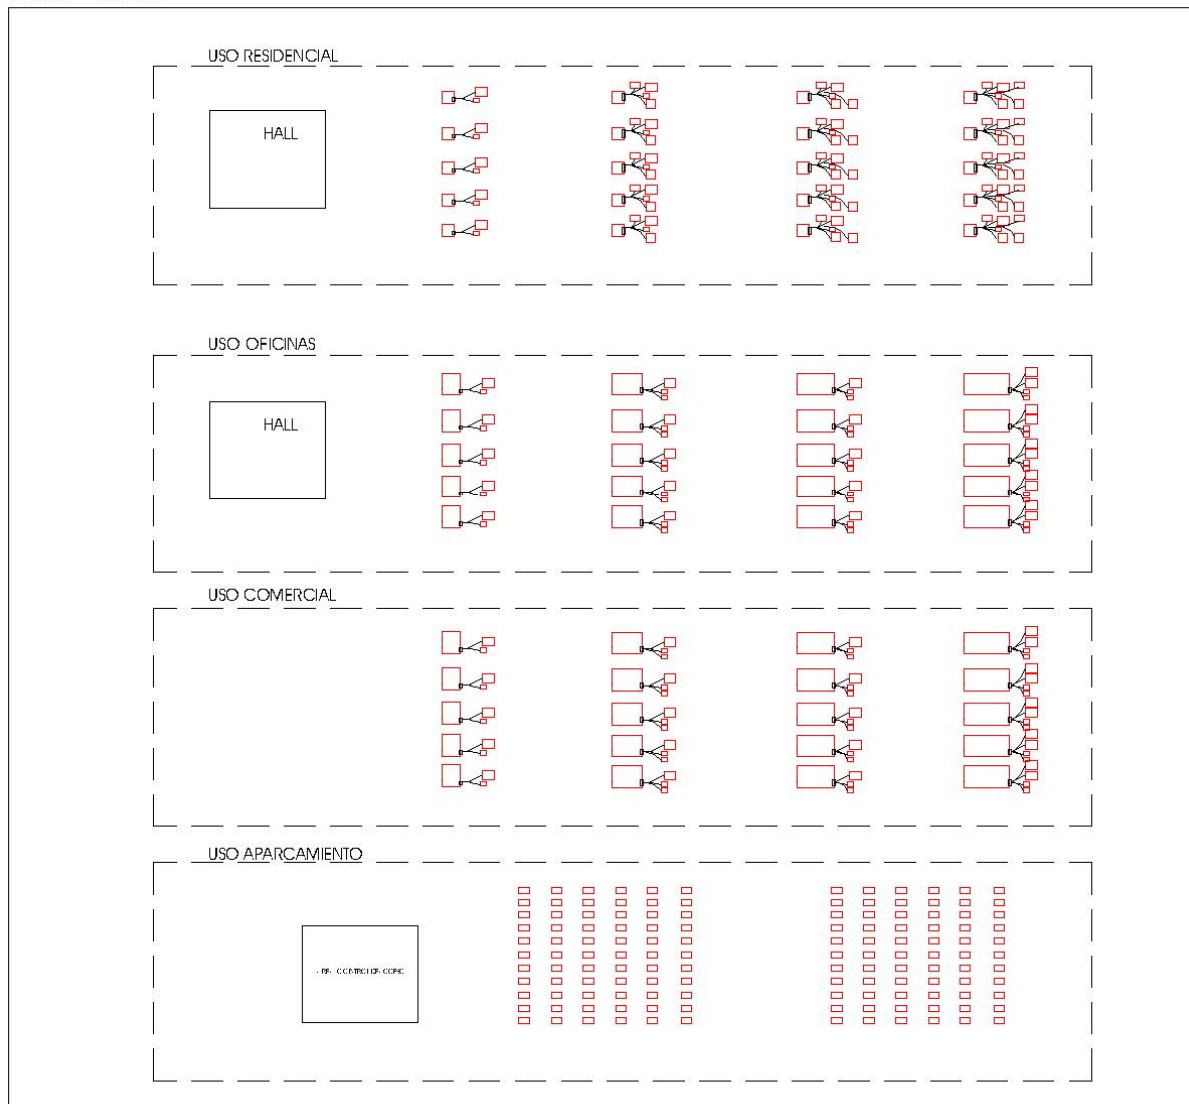 USO RESIDENCIAL
HALL
USO OFICINAS
HALL
USO COMERCIAL
USO APARCAMIENTO